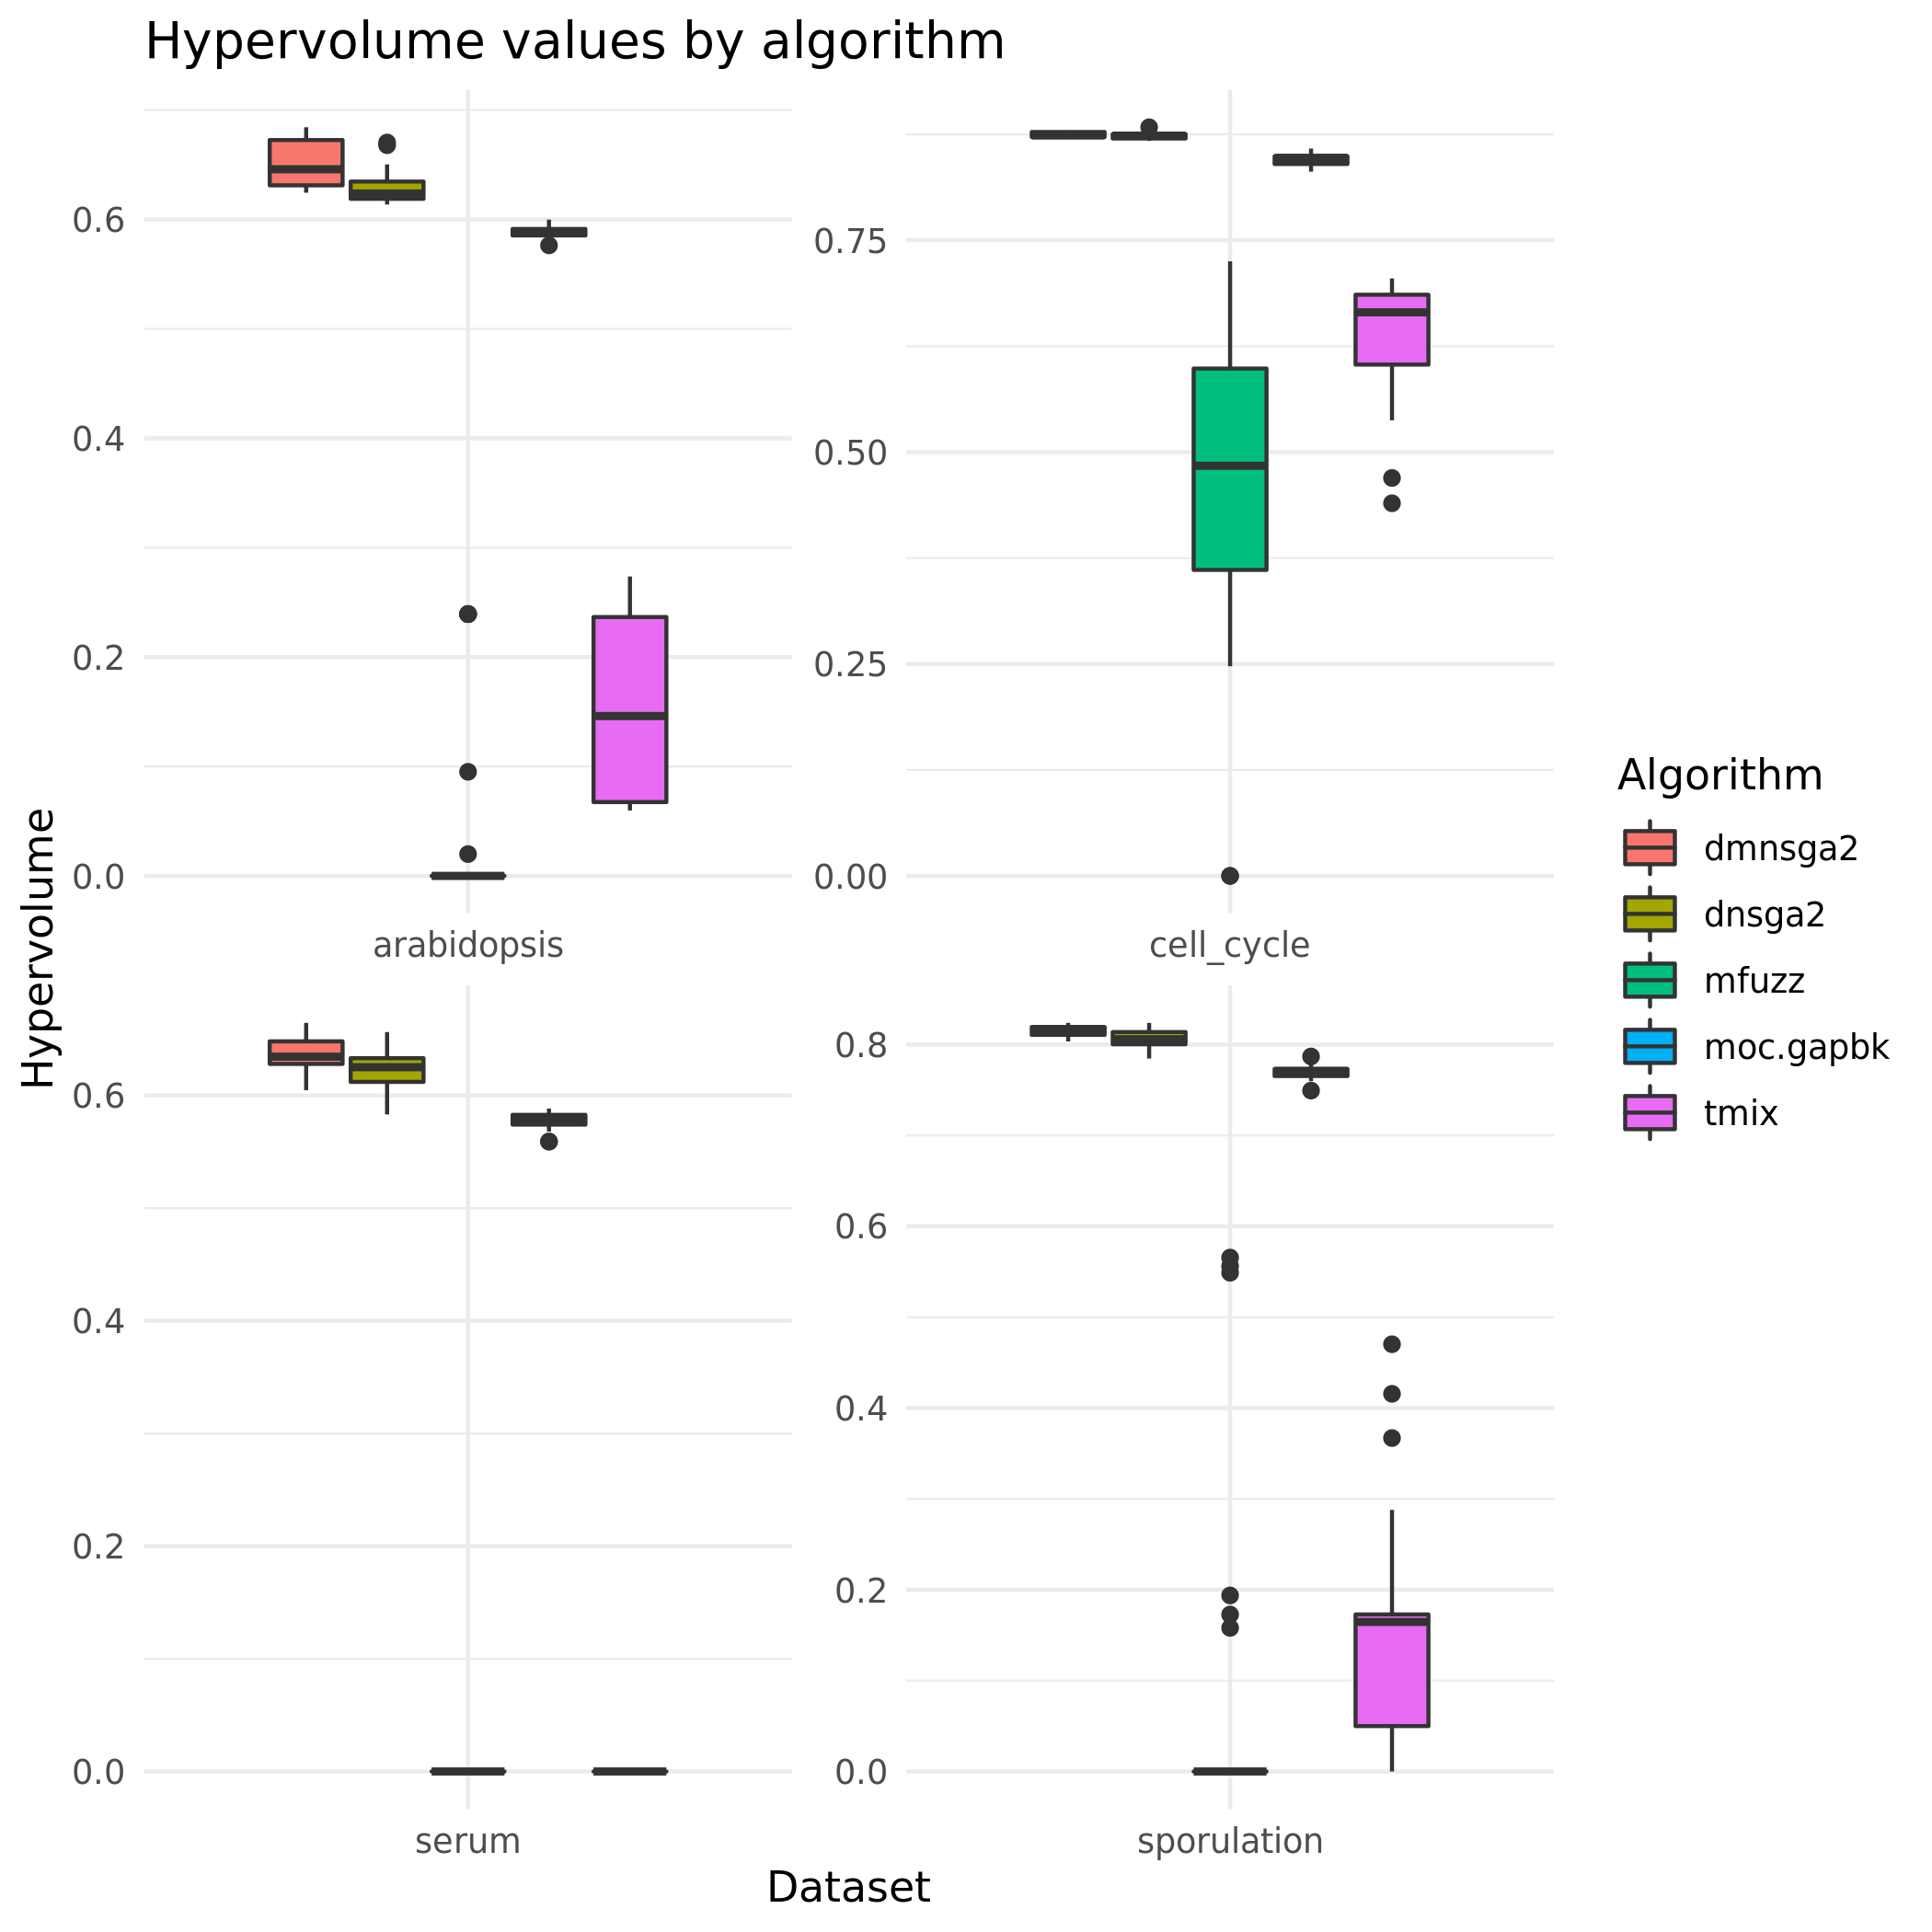 Hypervolume values by algorithm
Hypervolume
0.6
0.4
0.2
0.0
arabidopsis
0.75
0.50
0.25
0.00
cell_cycle
0.6
0.4
0.2
0.0
serum
0.8
0.6
0.4
0.2
0.0
sporulation
Dataset
Algorithm
dmnsga2
dnsga2
mfuzz
moc.gapbk
tmix